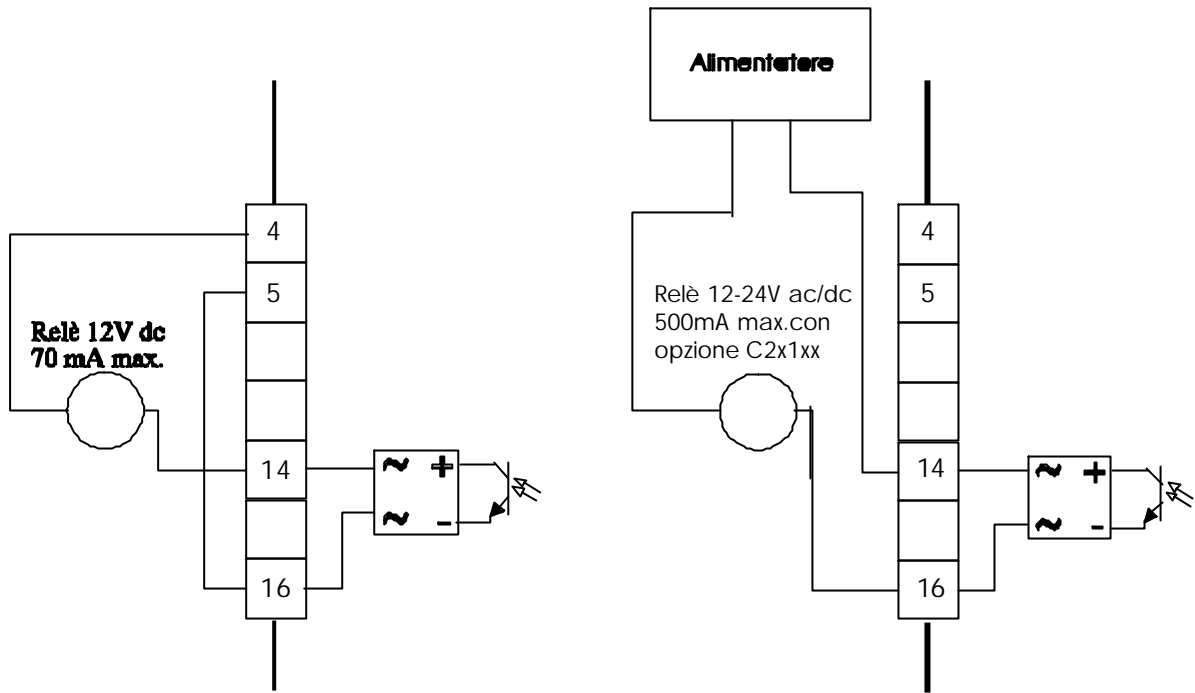 Alimentatore
4
5
Relè 12V dc
70 mA max.
14
16
~ +
~ -
4
5
Relè 12-24V ac/dc
500mA max.con
opzione C2x1xx
14
16
~ +
~ -